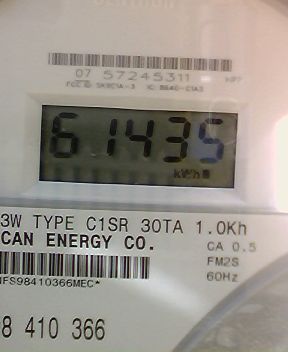 07 57245311
61435
kWh
3W TYPE C1SR 30TA 1.0Kh
CAN ENERGY CO.
CA 0.5
FM2S
60Hz
98410366MEC*
8 410 366